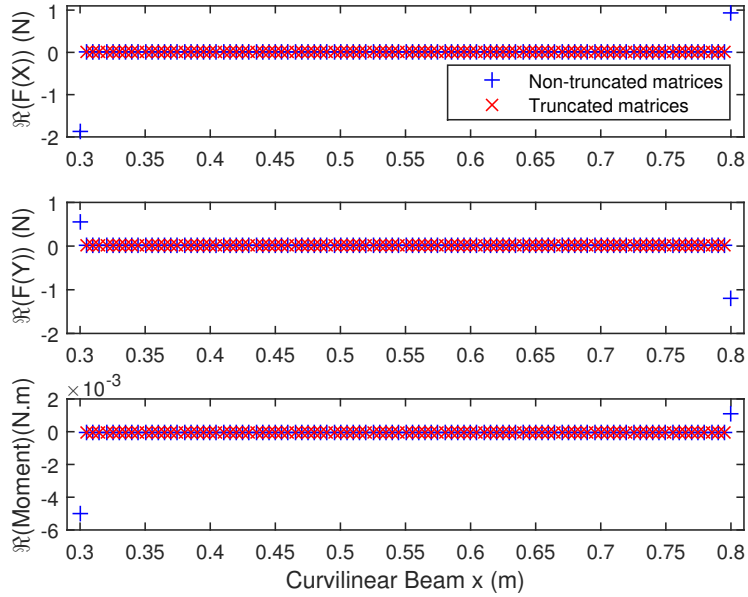 1
0
-1
-2
ℜ(F(X)) (N)
Non-truncated matrices
Truncated matrices
0.3 0.35 0.4 0.45 0.5 0.55 0.6 0.65 0.7 0.75 0.8
1
0
-1
-2
ℜ(F(Y)) (N)
0.3 0.35 0.4 0.45 0.5 0.55 0.6 0.65 0.7 0.75 0.8
×10⁻³
2
0
-2
-4
-6
ℜ(Moment)(N.m)
0.3 0.35 0.4 0.45 0.5 0.55 0.6 0.65 0.7 0.75 0.8
Curvilinear Beam x (m)